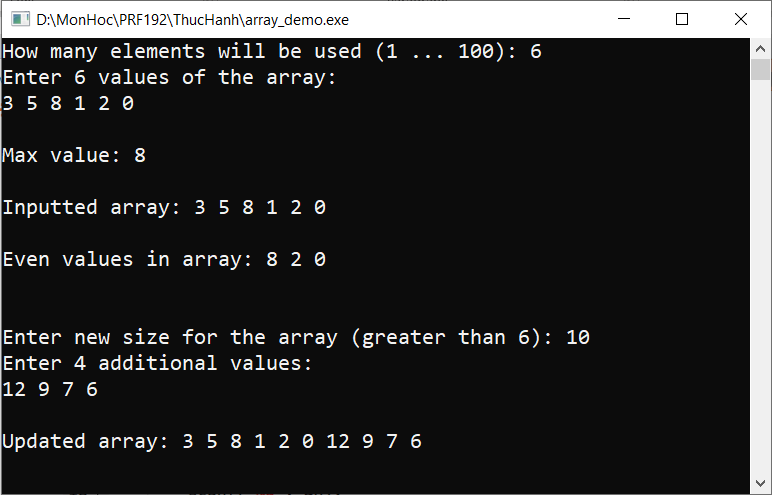 D:\MonHoc\PRF192\ThucHanh\array_demo.exe
How many elements will be used (1 ... 100): 6
Enter 6 values of the array:
3 5 8 1 2 0
Max value: 8
Inputted array: 3 5 8 1 2 0
Even values in array: 8 2 0
Enter new size for the array (greater than 6): 10
Enter 4 additional values:
12 9 7 6
Updated array: 3 5 8 1 2 0 12 9 7 6